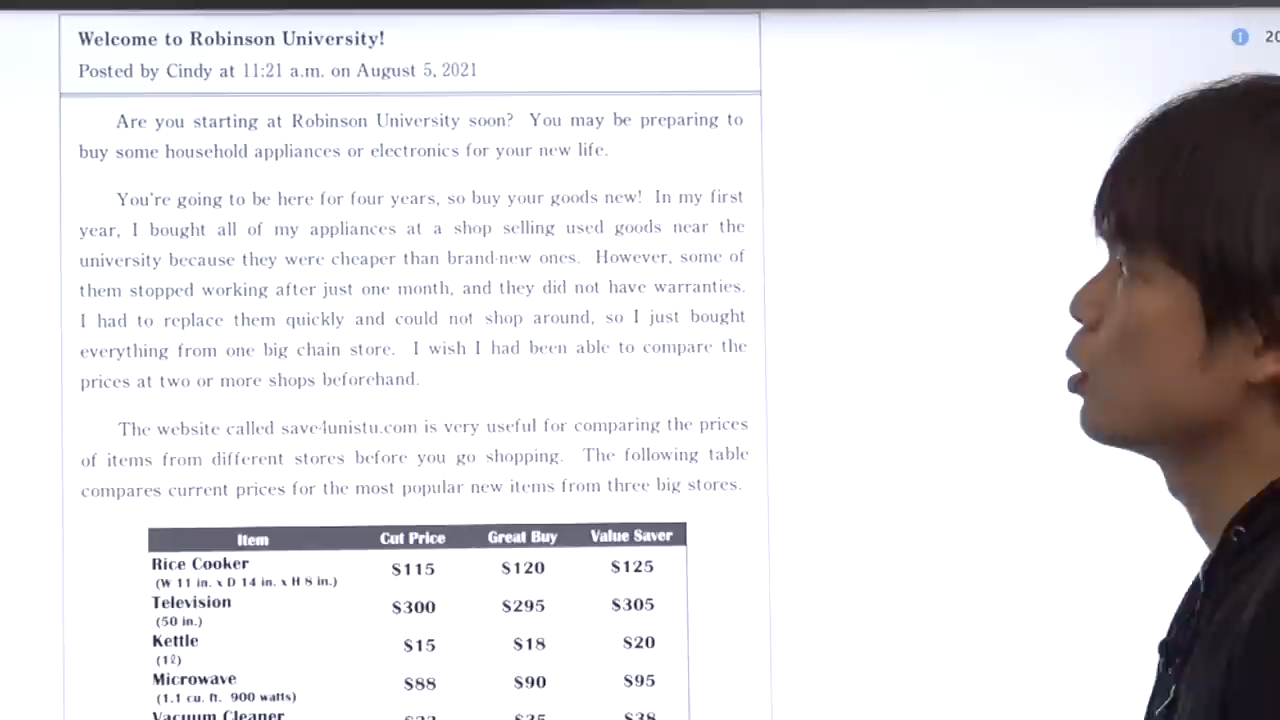 Welcome to Robinson University!
Posted by Cindy at 11:21 a.m. on August 5, 2021
20
Are you starting at Robinson University soon? You may be preparing to
buy some household appliances or electronics for your new life.
You're going to be here for four years, so buy your goods new! In my first
year, I bought all of my appliances at a shop selling used goods near the
university because they were cheaper than brand-new ones. However, some of
them stopped working after just one month, and they did not have warranties.
I had to replace them quickly and could not shop around, so I just bought
everything from one big chain store. I wish I had been able to compare the
prices at two or more shops beforehand.
The website called save4unistu.com is very useful for comparing the prices
of items from different stores before you go shopping. The following table
compares current prices for the most popular new items from three big stores.
Item Cut Price Great Buy Value Saver
Rice Cooker $115 $120 $125
(W 11 in. x D 14 in. x H 8 in.)
Television $300 $295 $305
(50 in.)
Kettle $15 $18 $20
(1ℓ)
Microwave $88 $90 $95
(1.1 cu. ft. 900 watts)
Vacuum Cleaner $38